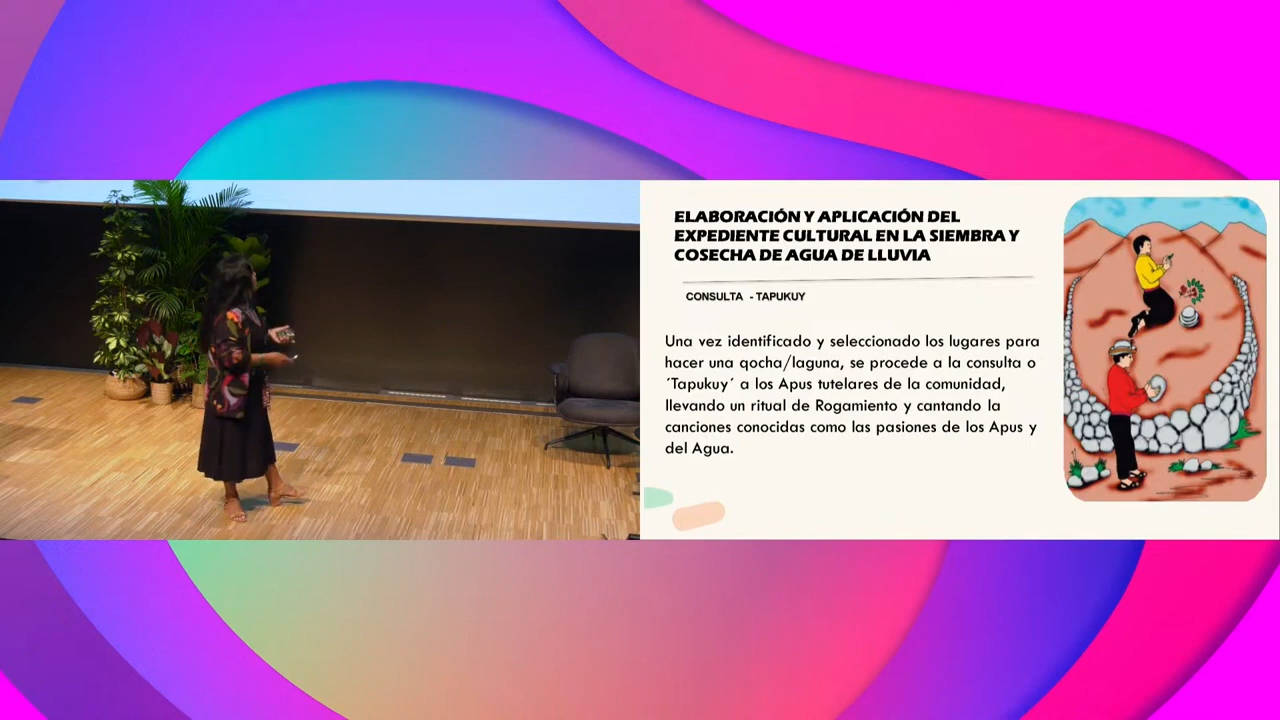 ELABORACIÓN Y APLICACIÓN DEL
EXPEDIENTE CULTURAL EN LA SIEMBRA Y
COSECHA DE AGUA DE LLUVIA
CONSULTA - TAPUKUY
Una vez identificado y seleccionado los lugares para
hacer una qocha/laguna, se procede a la consulta o
´Tapukuy´ a los Apus tutelares de la comunidad,
llevando un ritual de Rogamiento y cantando la
canciones conocidas como las pasiones de los Apus y
del Agua.